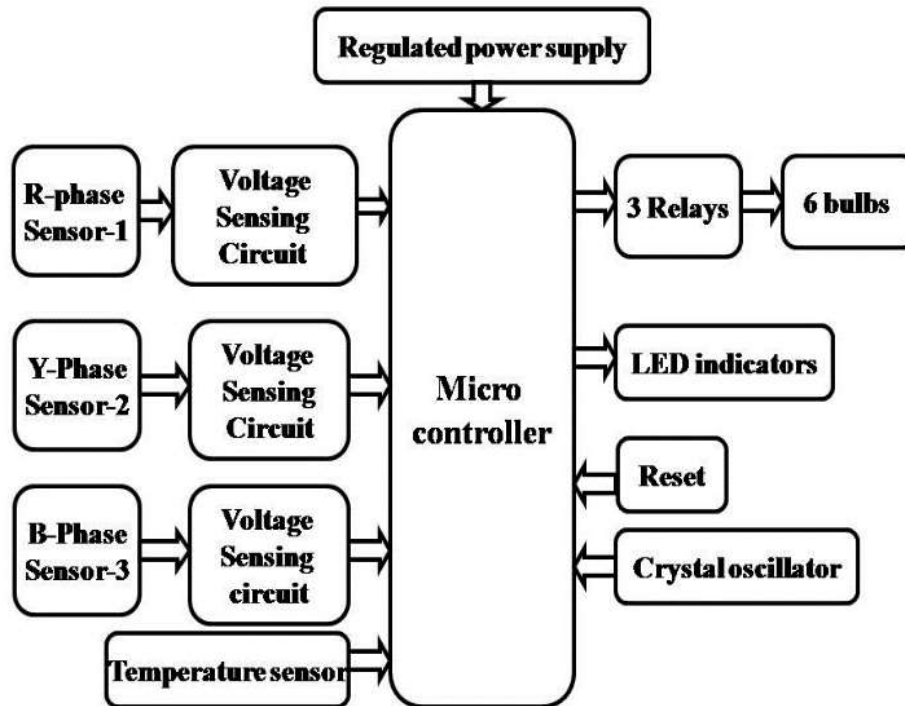 Regulated power supply
R-phase
Sensor-1
Voltage
Sensing
Circuit
3 Relays
6 bulbs
Y-Phase
Sensor-2
Voltage
Sensing
Circuit
Micro
controller
LED indicators
Reset
B-Phase
Sensor-3
Voltage
Sensing
circuit
Crystal oscillator
Temperature sensor